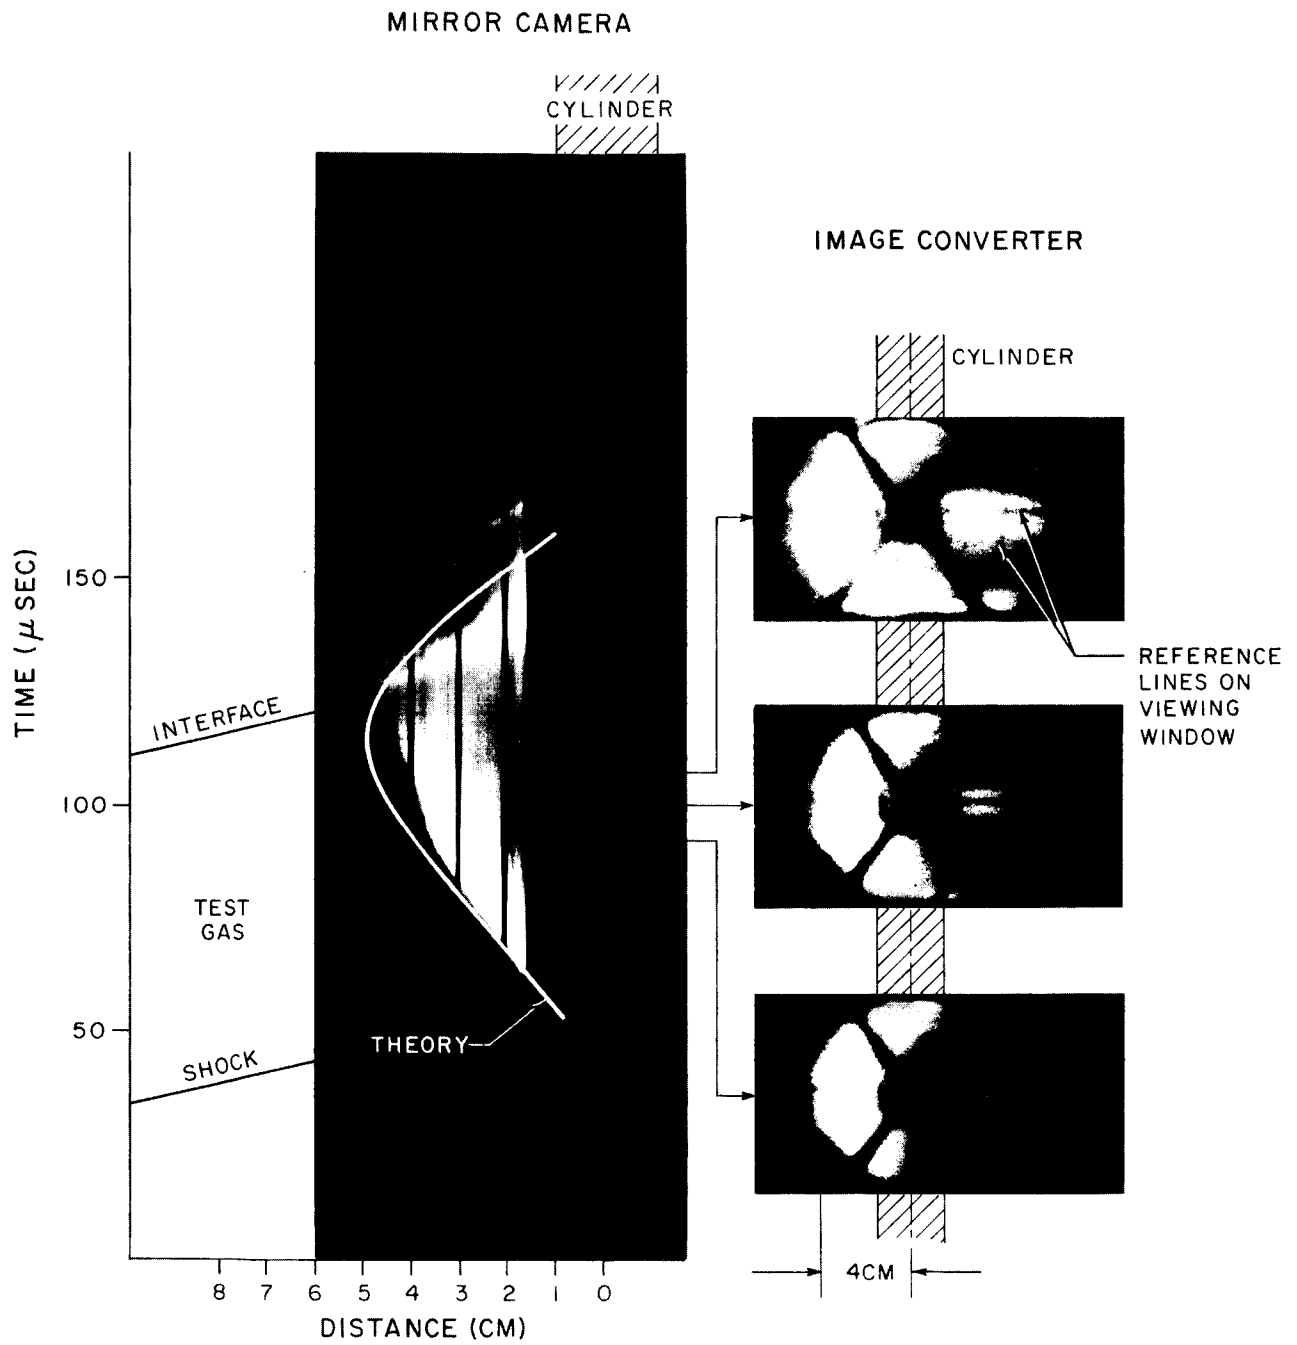 MIRROR CAMERA
CYLINDER
IMAGE CONVERTER
CYLINDER
TIME (μ SEC)
150
100
50
INTERFACE
TEST
GAS
SHOCK
THEORY
REFERENCE
LINES ON
VIEWING
WINDOW
8 7 6 5 4 3 2 1 0
DISTANCE (CM)
4CM